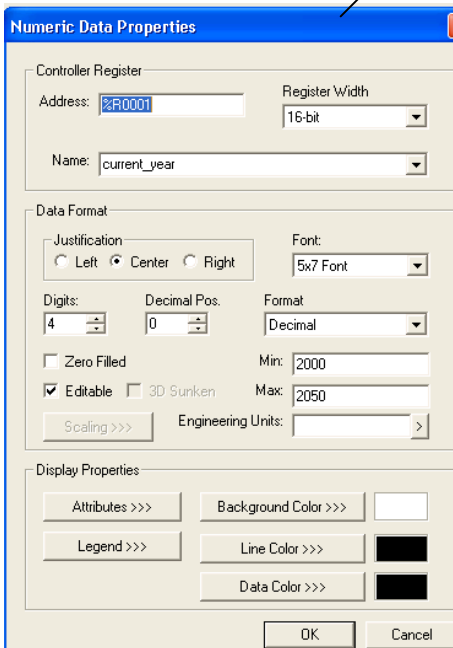 Numeric Data Properties
Controller Register
Address: %R0001
Register Width
16-bit
Name: current_year
Data Format
Justification
Left Center Right
Font:
5x7 Font
Digits: Decimal Pos. Format
4 0 Decimal
Zero Filled Min: 2000
Editable 3D Sunken Max: 2050
Scaling >>> Engineering Units: >
Display Properties
Attributes >>> Background Color >>>
Legend >>> Line Color >>>
Data Color >>>
OK Cancel